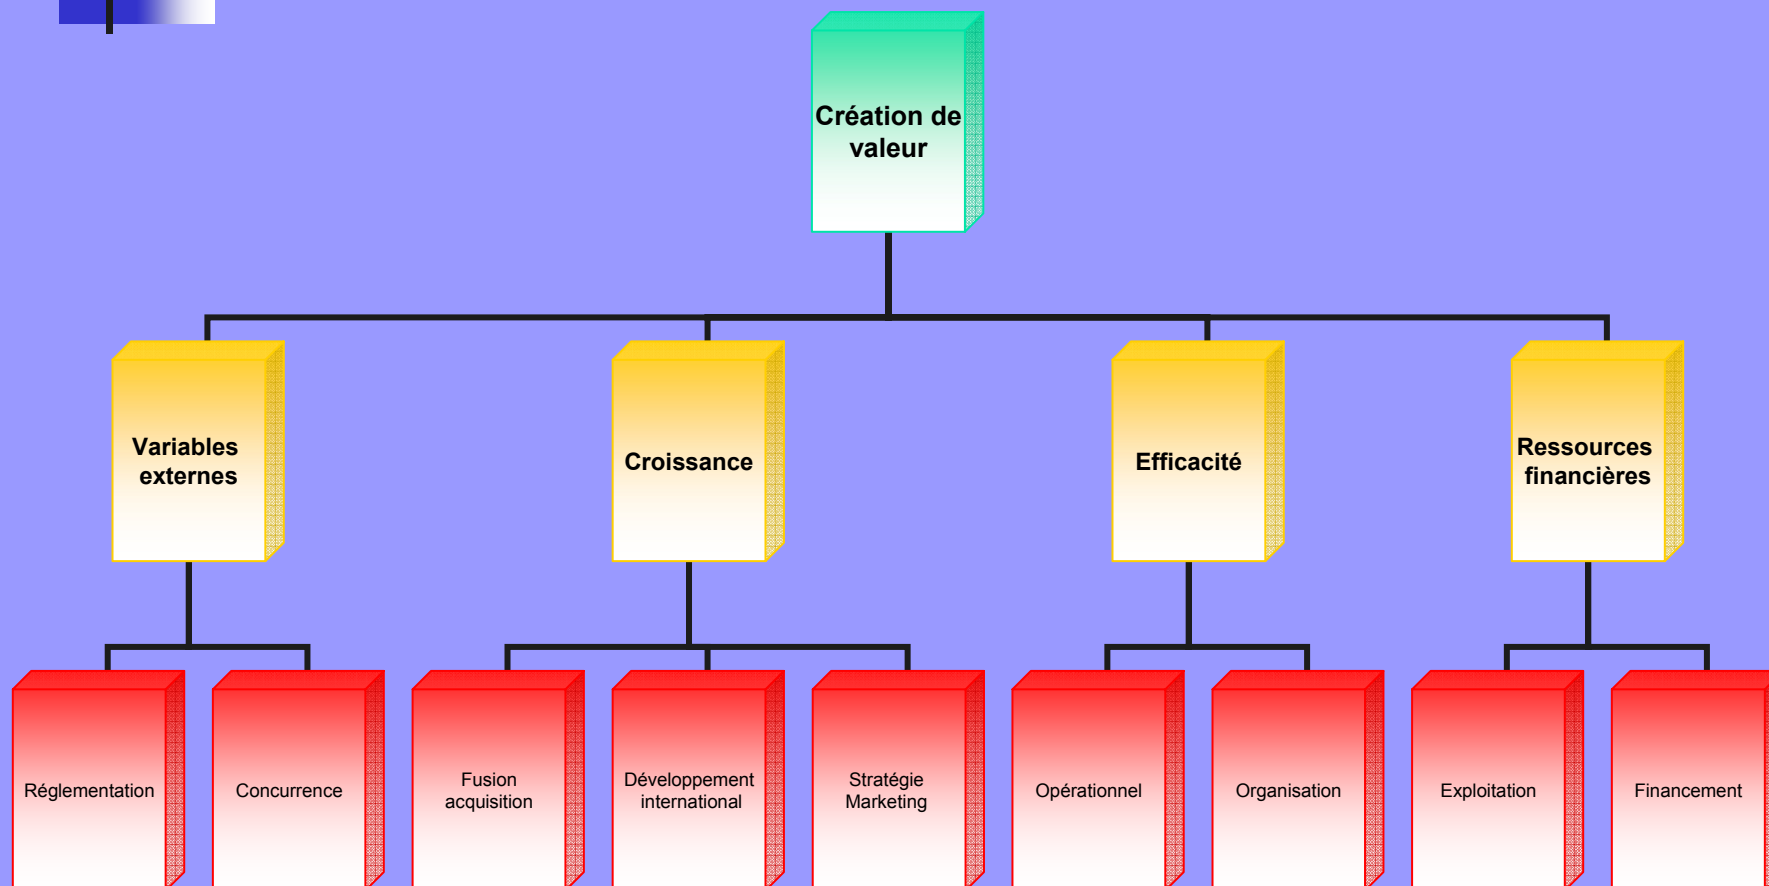 Création de
valeur
Variables
externes
Croissance
Efficacité
Ressources
financières
Réglementation
Concurrence
Fusion
acquisition
Développement
international
Stratégie
Marketing
Opérationnel
Organisation
Exploitation
Financement